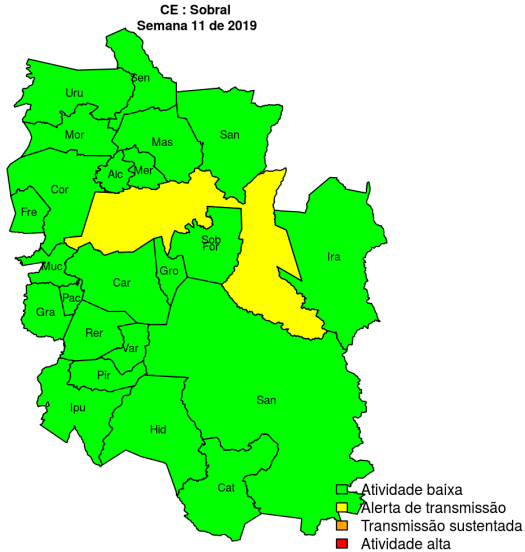 CE : Sobral
Semana 11 de 2019
Sen
Uru
Mor
Mas
San
Alc
Mer
Cor
Fre
Sob
For
Ira
Muc
Gro
Car
Pac
Gra
Rer
Var
Pir
San
Ipu
Hid
Cat
Atividade baixa
Alerta de transmissão
Transmissão sustentada
Atividade alta